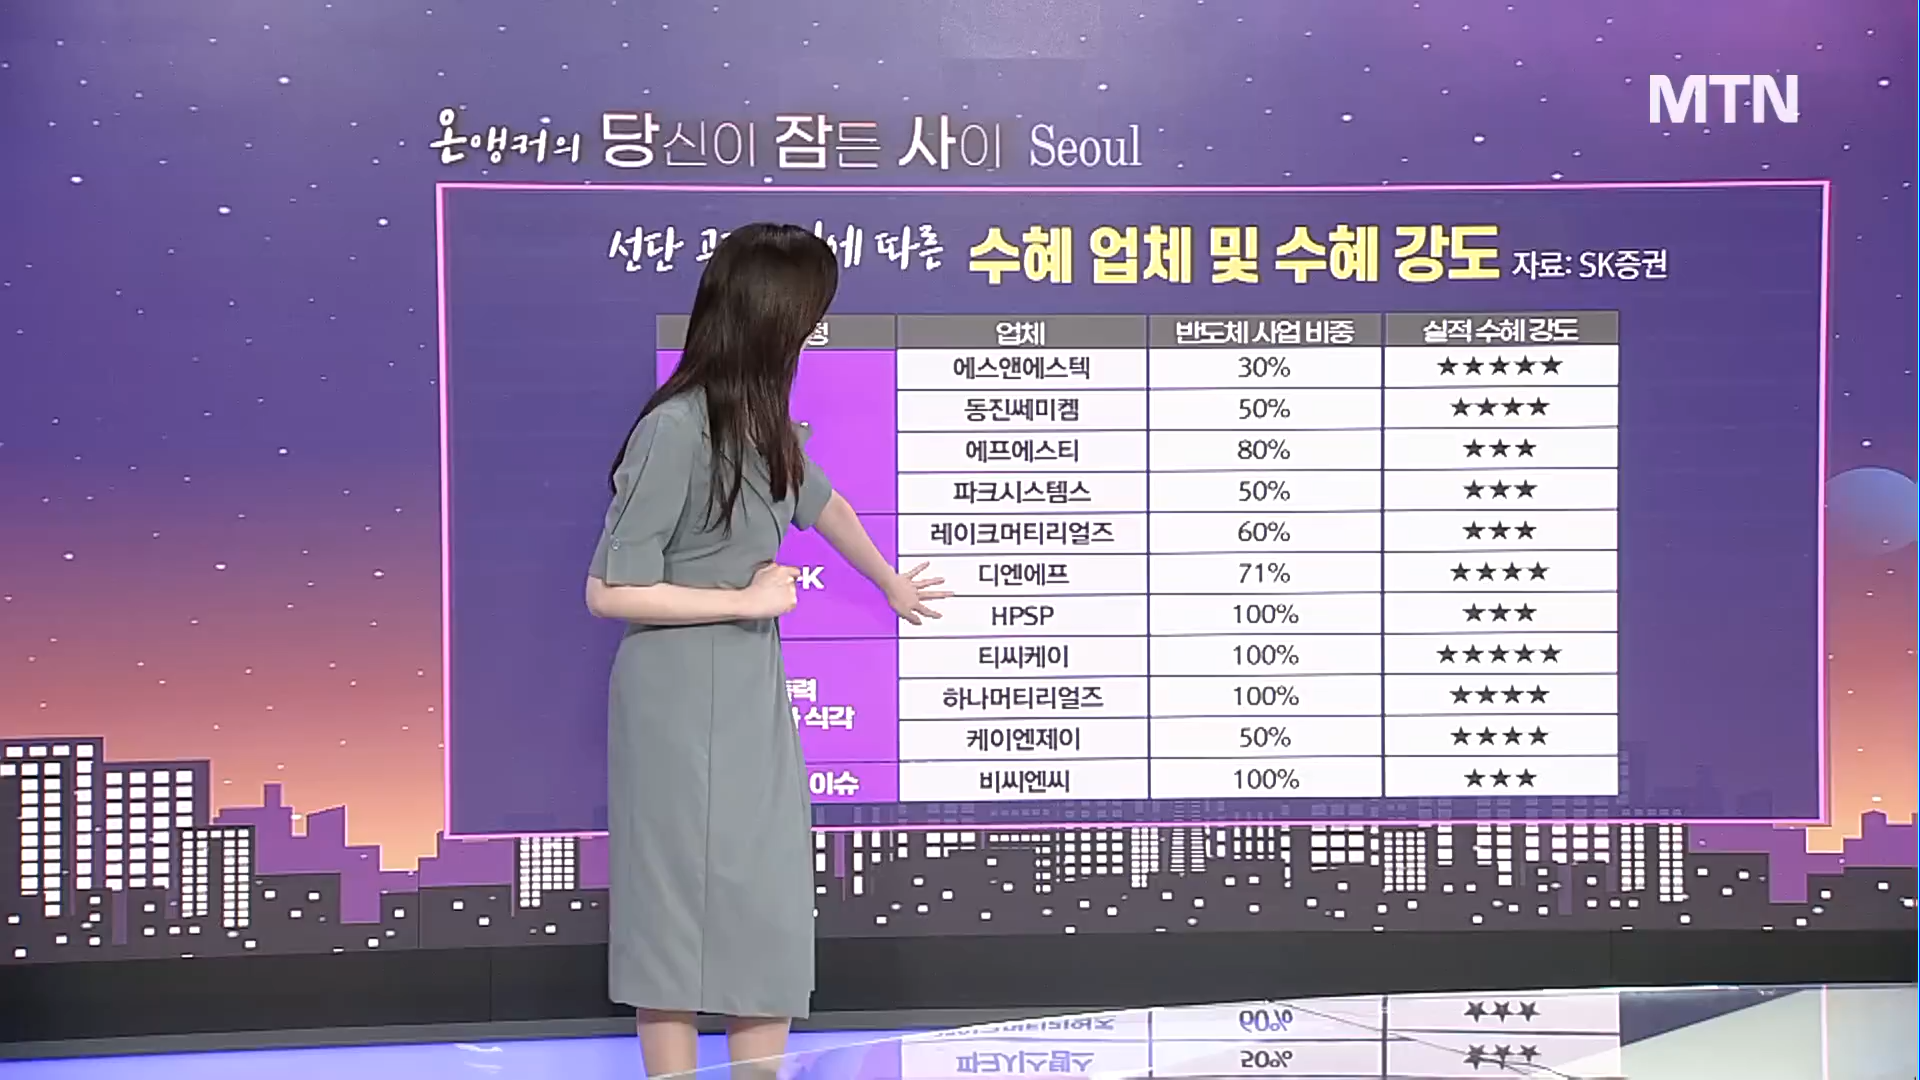 MTN
온앵커의 당신이 잠든 사이 Seoul
선단 따른 수혜 업체 및 수혜 강도 자료: SK증권
업체 반도체 사업 비중 실적 수혜 강도
에스앤에스텍 30% ★★★★★
동진쎄미켐 50% ★★★★
에프에스티 80% ★★★
파크시스템스 50% ★★★
레이크머티리얼즈 60% ★★★
디엔에프 71% ★★★★
HPSP 100% ★★★
티씨케이 100% ★★★★★
하나머티리얼즈 100% ★★★★
식각
케이엔제이 50% ★★★★
이슈 비씨엔씨 100% ★★★